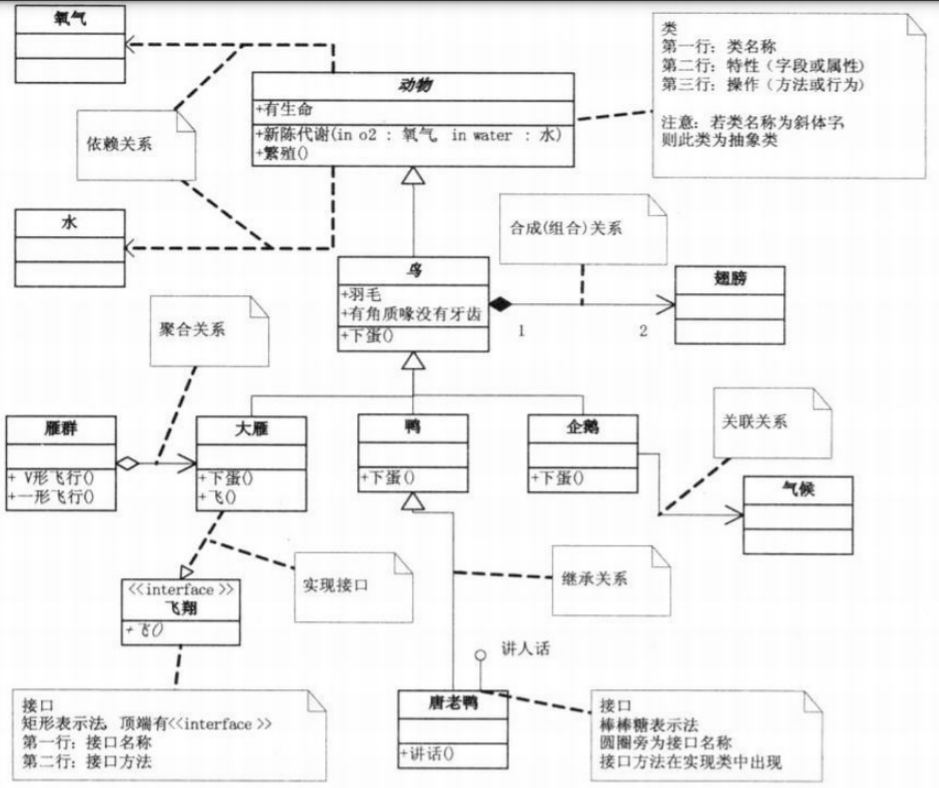 氧气
类
第一行：类名称
第二行：特性（字段或属性）
第三行：操作（方法或行为）
注意：若类名称为斜体字，
则此类为抽象类
动物
+有生命
+新陈代谢(in o2 : 氧气, in water : 水)
+繁殖()
依赖关系
水
合成(组合)关系
鸟
+羽毛
+有角质喙没有牙齿
+下蛋()
1
2
翅膀
聚合关系
关联关系
雁群
+ V形飞行()
+一形飞行()
大雁
+下蛋()
+飞()
鸭
+下蛋()
企鹅
+下蛋()
气候
实现接口
继承关系
<<interface>>
飞翔
+飞()
讲人话
接口
矩形表示法，顶端有<<interface>>
第一行：接口名称
第二行：接口方法
唐老鸭
+讲话()
接口
棒棒糖表示法
圆圈旁为接口名称
接口方法在实现类中出现